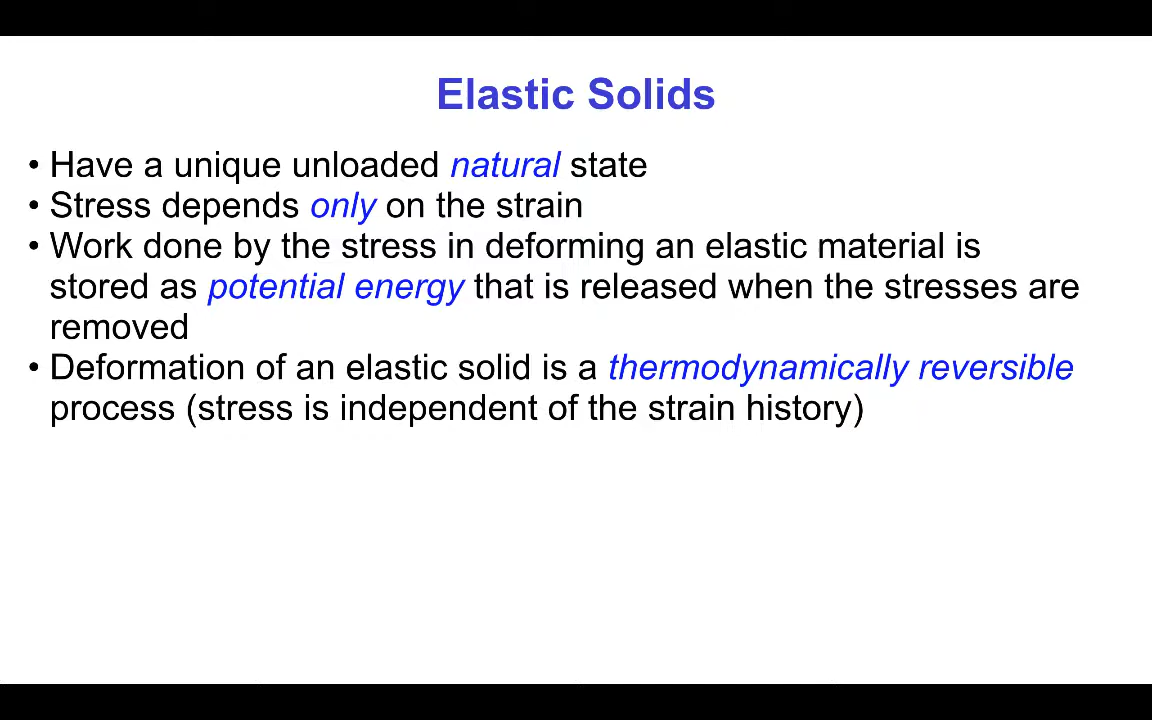 Elastic Solids
• Have a unique unloaded natural state
• Stress depends only on the strain
• Work done by the stress in deforming an elastic material is
stored as potential energy that is released when the stresses are
removed
• Deformation of an elastic solid is a thermodynamically reversible
process (stress is independent of the strain history)